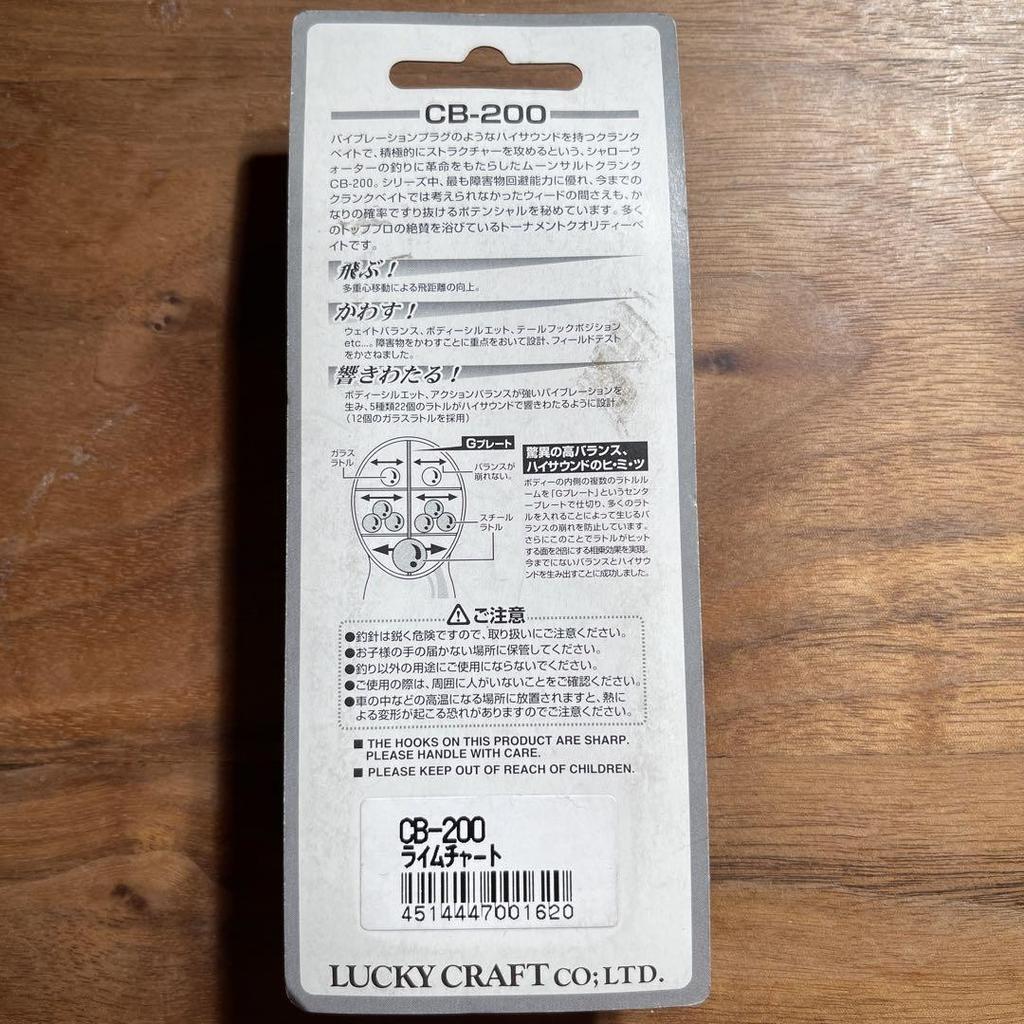 CB-200
バイブレーションプラグのようなハイサウンドを持つクランク
ベイトで、積極的にストラクチャーを攻めるという、シャローウ
ォーターの釣りに革命をもたらしたムーンサルトクランク
CB-200。シリーズ中、最も障害物回避能力に優れ、今までの
クランクベイトでは考えられなかったウィードの間さえも、か
なりの確率ですり抜けるポテンシャルを秘めています。多く
のトッププロの絶賛を浴びているトーナメントクオリティーベ
イトです。
飛ぶ！
多重心移動による飛距離の向上。
かわす！
ウェイトバランス、ボディーシルエット、テールフックポジション
etc...。障害物をかわすことに重点をおいて設計、フィールドテスト
をかさねました。
響きわたる！
ボディーシルエット、アクションバランスが強いバイブレーションを
生み、5種類22個のラトルがハイサウンドで響きわたるように設計。
（12個のガラスラトルを採用）
Gプレート
ガラス
ラトル
バランスが
崩れない。
スチール
ラトル
驚異の高バランス、
ハイサウンドのヒ・ミ・ツ
ボディーの内側の複数のラトルルル
ームを「Gプレート」というセンタ
ープレートで仕切り、多くのラト
ルを入れることによって生じるバ
ランスの崩れを防止しています。
さらにこのことでラトルがヒット
する面を2倍にする相乗効果を実現。
今までにないバランスとハイサウ
ンドを生み出すことに成功しました。
⚠ご注意
●釣針は鋭く危険ですので、取り扱いにご注意ください。
●お子様の手の届かない場所に保管してください。
●釣り以外の用途にご使用にならないでください。
●ご使用の際は、周囲に人がいないことをご確認ください。
●車の中などの高温になる場所に放置されますと、熱に
よる変形が起こる恐れがありますのでご注意ください。
■ THE HOOKS ON THIS PRODUCT ARE SHARP.
PLEASE HANDLE WITH CARE.
■ PLEASE KEEP OUT OF REACH OF CHILDREN.
CB-200
ライムチャート
4514447001620
LUCKY CRAFT CO;LTD.